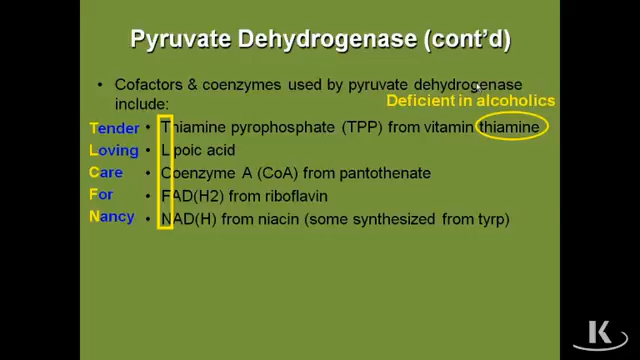 Pyruvate Dehydrogenase (cont'd)
• Cofactors & coenzymes used by pyruvate dehydrogenase
include:
Deficient in alcoholics
Tender • Thiamine pyrophosphate (TPP) from vitamin thiamine
Loving • Lipoic acid
Care • Coenzyme A (CoA) from pantothenate
For • FAD(H2) from riboflavin
Nancy • NAD(H) from niacin (some synthesized from tyrp)
K